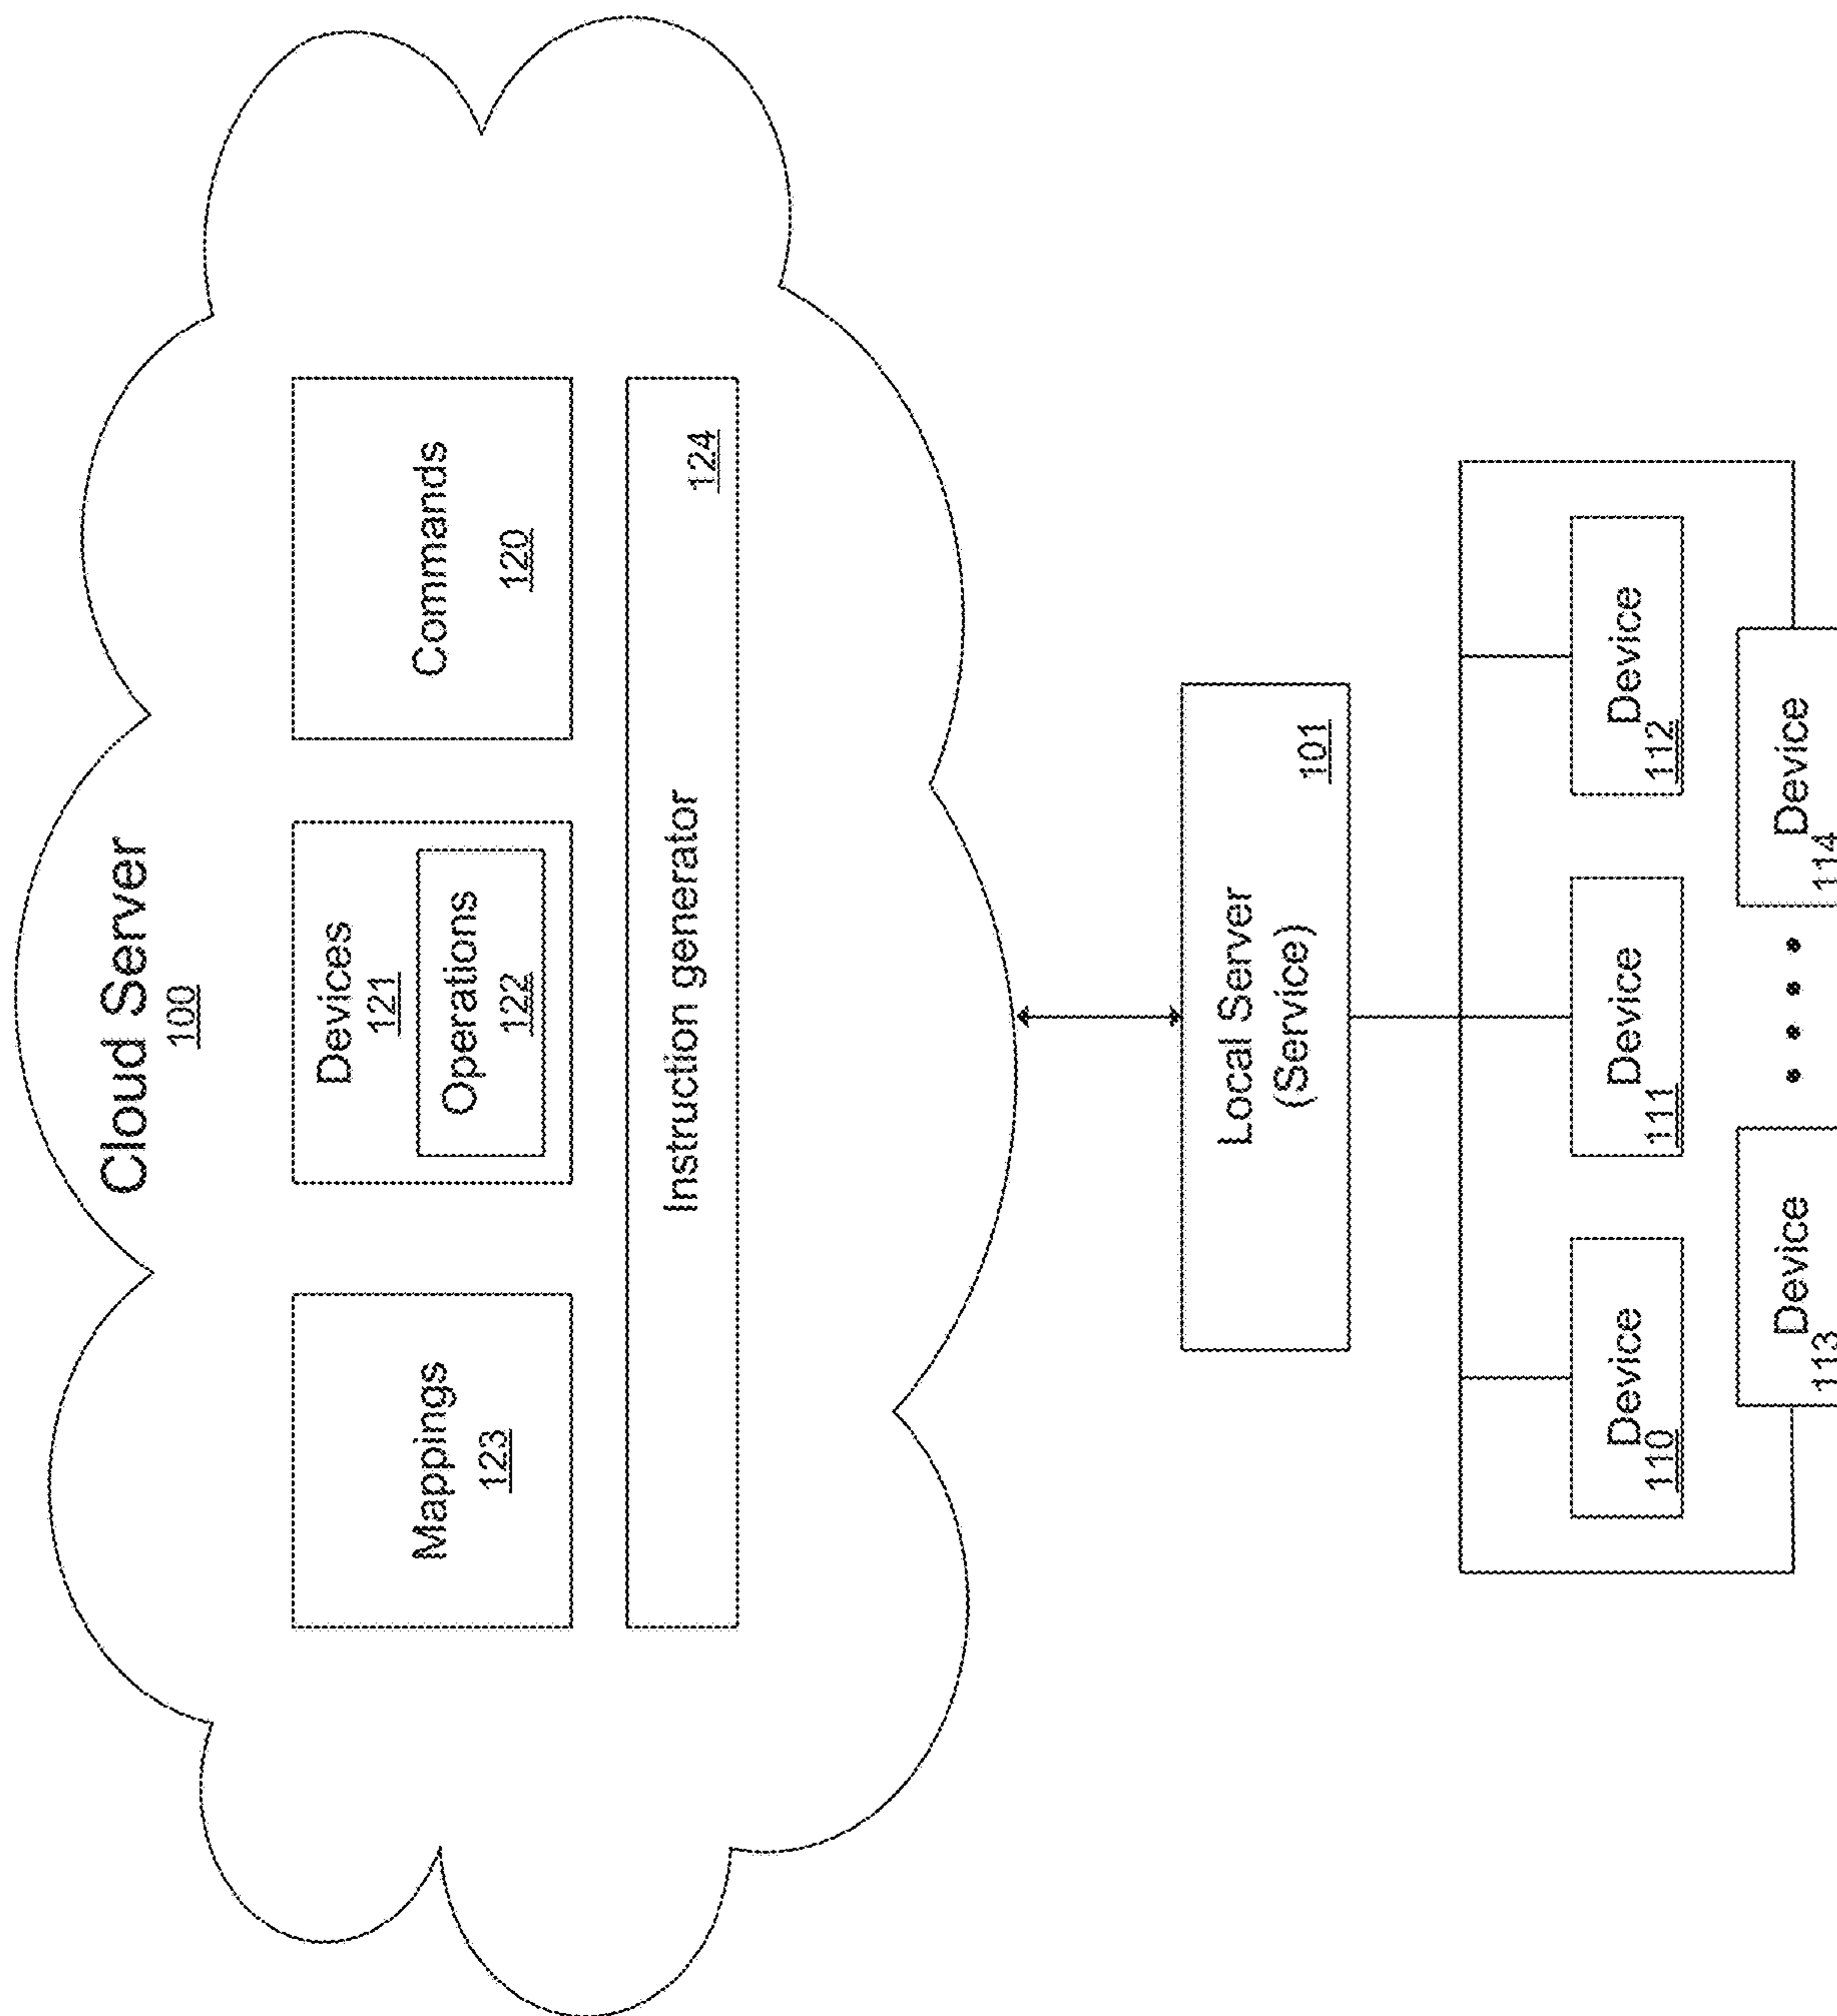 Cloud Server
100
Mappings
123
Devices
121
Operations
122
Commands
120
Instruction generator
124
Local Server
(Service)
101
Device
110
Device
111
Device
112
Device
113
Device
114